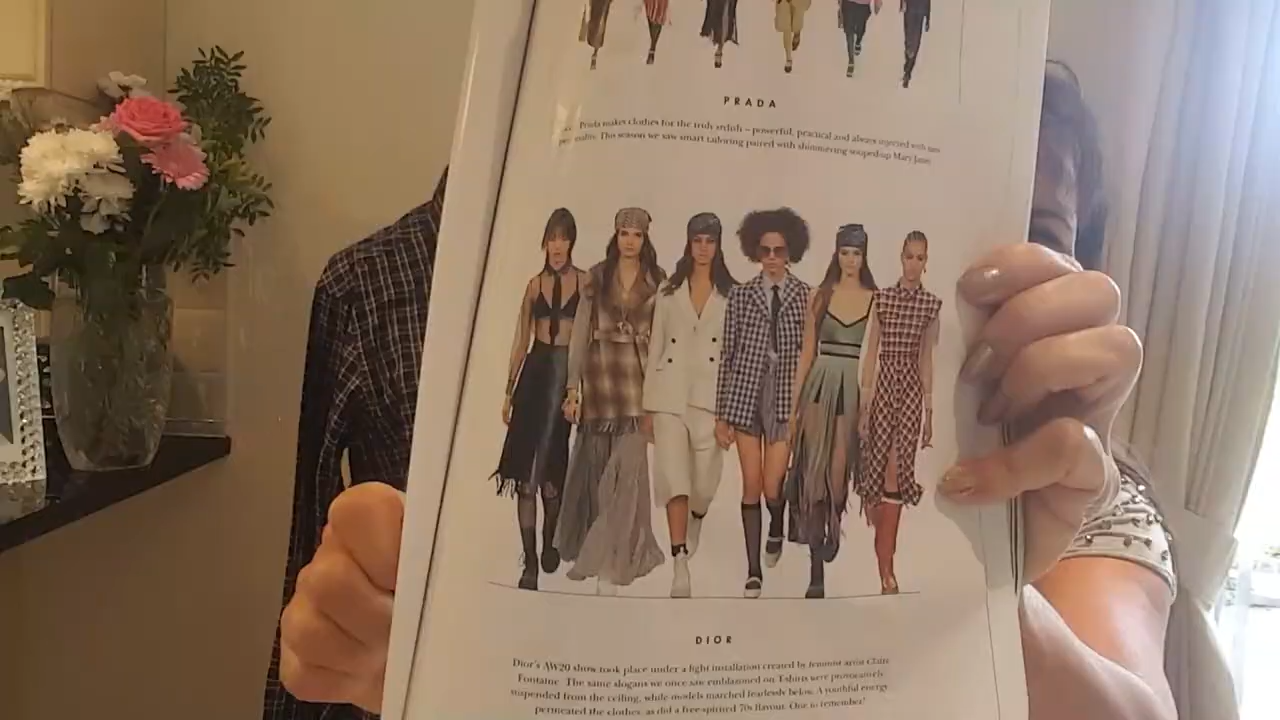 PRADA
Prada makes clothes for the truly stylish – powerful, practical and always injected with
This season we saw smart tailoring paired with shimmering souped-up Mary Janes
DIOR
Dior's AW20 show took place under a light installation created by feminist artist Claire
Fontaine. The same slogans we once saw emblazoned on T-shirts were provocatively
suspended from the ceiling, while models marched fearlessly below. A youthful energy
permeated the clothes, as did a free-spirited 70s flavour. One to remember!